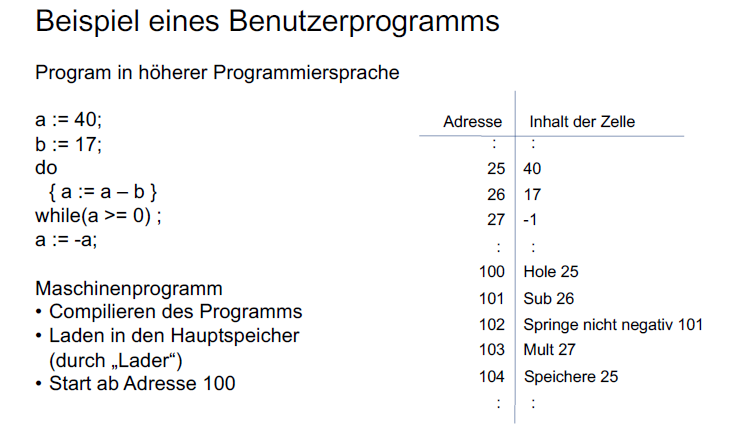 Beispiel eines Benutzerprogramms
Program in höherer Programmiersprache
a := 40;
b := 17;
do
{ a := a – b }
while(a >= 0) ;
a := -a;
Maschinenprogramm
• Compilieren des Programms
• Laden in den Hauptspeicher
(durch „Lader“)
• Start ab Adresse 100
Adresse Inhalt der Zelle
: :
25 40
26 17
27 -1
: :
100 Hole 25
101 Sub 26
102 Springe nicht negativ 101
103 Mult 27
104 Speichere 25
: :